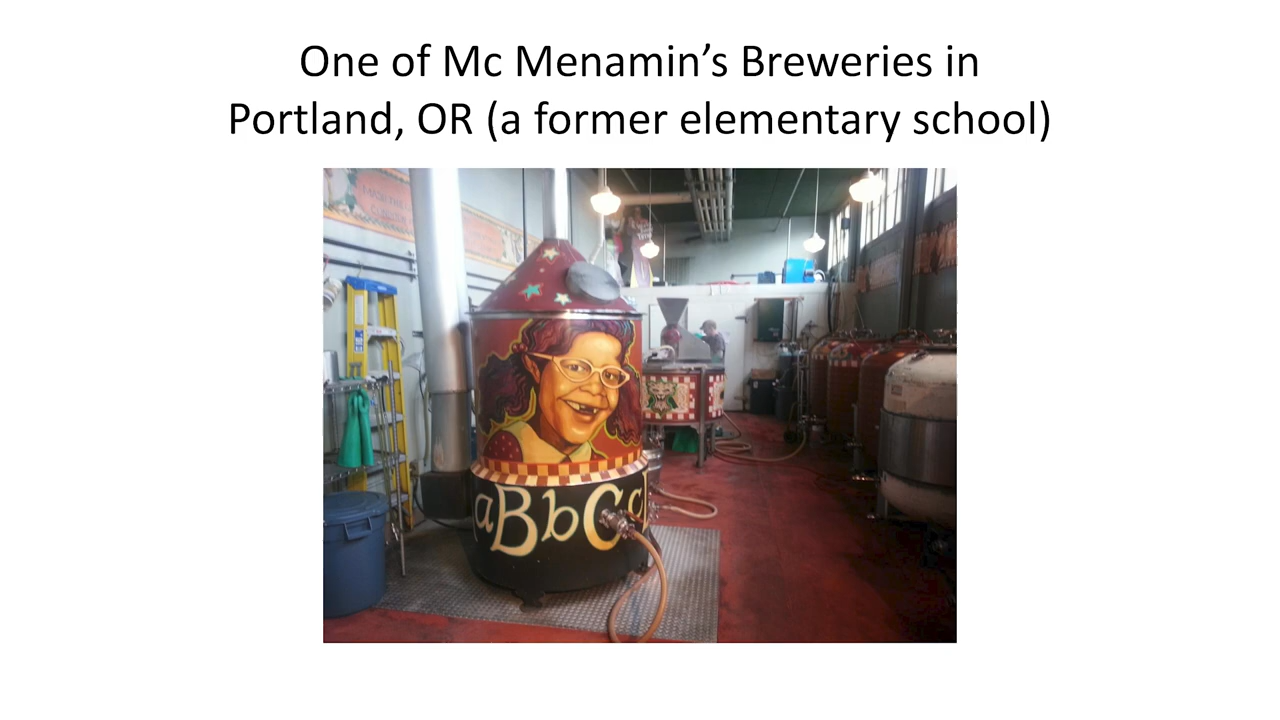 One of Mc Menamin’s Breweries in
Portland, OR (a former elementary school)
aBbCc